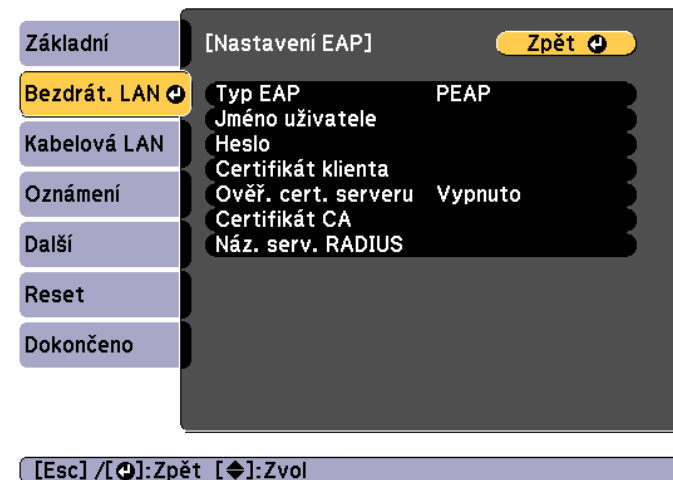 Základní
[Nastavení EAP]
Zpět
Bezdrát. LAN
Typ EAP PEAP
Jméno uživatele
Kabelová LAN
Heslo
Certifikát klienta
Oznámení
Ověř. cert. serveru Vypnuto
Certifikát CA
Další
Náz. serv. RADIUS
Reset
Dokončeno
[Esc] /[⏎]:Zpět [◆]:Zvol